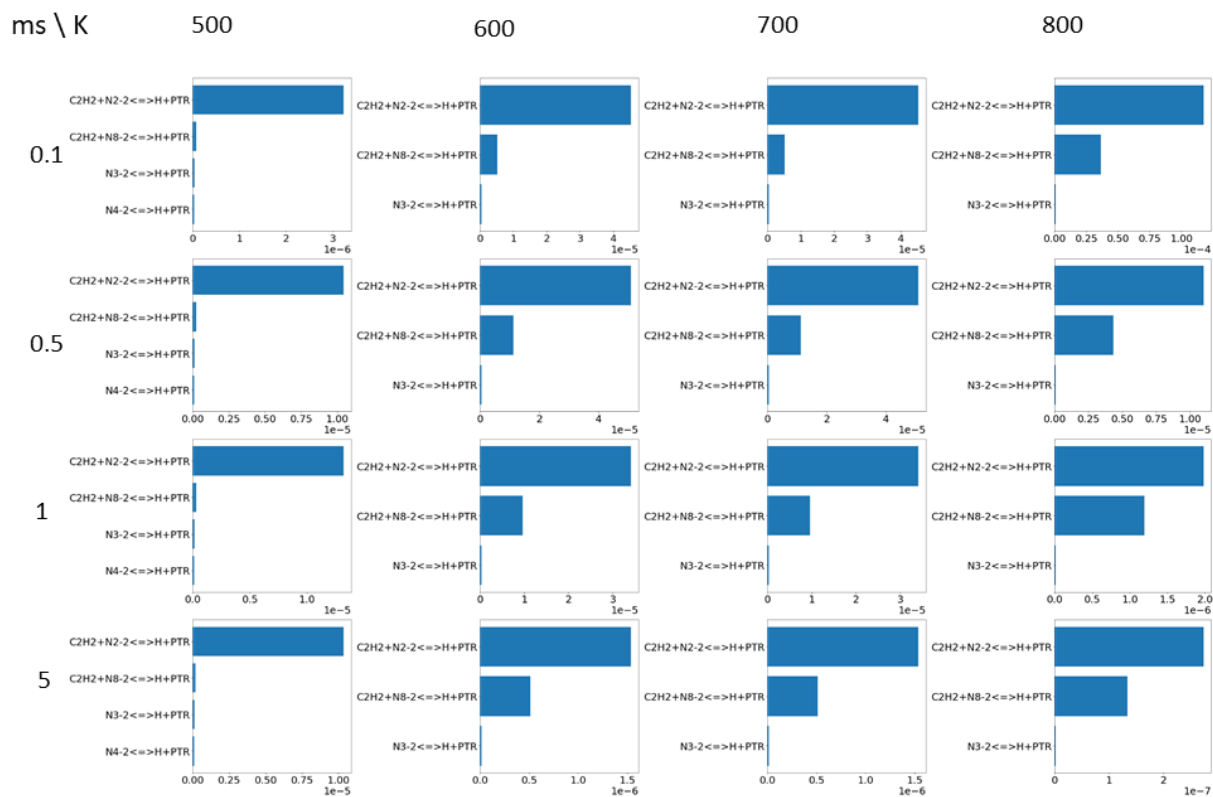 ms \ K 500 600 700 800
0.1
C2H2+N2-2<=>H+PTR
C2H2+N8-2<=>H+PTR
N3-2<=>H+PTR
N4-2<=>H+PTR
0 1 2 3
1e-6
C2H2+N2-2<=>H+PTR
C2H2+N8-2<=>H+PTR
N3-2<=>H+PTR
0 1 2 3 4
1e-5
C2H2+N2-2<=>H+PTR
C2H2+N8-2<=>H+PTR
N3-2<=>H+PTR
0 1 2 3 4
1e-5
C2H2+N2-2<=>H+PTR
C2H2+N8-2<=>H+PTR
N3-2<=>H+PTR
0.00 0.25 0.50 0.75 1.00
1e-4
0.5
C2H2+N2-2<=>H+PTR
C2H2+N8-2<=>H+PTR
N3-2<=>H+PTR
N4-2<=>H+PTR
0.00 0.25 0.50 0.75 1.00
1e-5
C2H2+N2-2<=>H+PTR
C2H2+N8-2<=>H+PTR
N3-2<=>H+PTR
0 2 4
1e-5
C2H2+N2-2<=>H+PTR
C2H2+N8-2<=>H+PTR
N3-2<=>H+PTR
0 2 4
1e-5
C2H2+N2-2<=>H+PTR
C2H2+N8-2<=>H+PTR
N3-2<=>H+PTR
0.00 0.25 0.50 0.75 1.00
1e-5
1
C2H2+N2-2<=>H+PTR
C2H2+N8-2<=>H+PTR
N3-2<=>H+PTR
N4-2<=>H+PTR
0.0 0.5 1.0
1e-5
C2H2+N2-2<=>H+PTR
C2H2+N8-2<=>H+PTR
N3-2<=>H+PTR
0 1 2 3
1e-5
C2H2+N2-2<=>H+PTR
C2H2+N8-2<=>H+PTR
N3-2<=>H+PTR
0 1 2 3
1e-5
C2H2+N2-2<=>H+PTR
C2H2+N8-2<=>H+PTR
N3-2<=>H+PTR
0.0 0.5 1.0 1.5 2.0
1e-6
5
C2H2+N2-2<=>H+PTR
C2H2+N8-2<=>H+PTR
N3-2<=>H+PTR
N4-2<=>H+PTR
0.00 0.25 0.50 0.75 1.00
1e-5
C2H2+N2-2<=>H+PTR
C2H2+N8-2<=>H+PTR
N3-2<=>H+PTR
0.0 0.5 1.0 1.5
1e-6
C2H2+N2-2<=>H+PTR
C2H2+N8-2<=>H+PTR
N3-2<=>H+PTR
0.0 0.5 1.0 1.5
1e-6
C2H2+N2-2<=>H+PTR
C2H2+N8-2<=>H+PTR
N3-2<=>H+PTR
0 1 2
1e-7